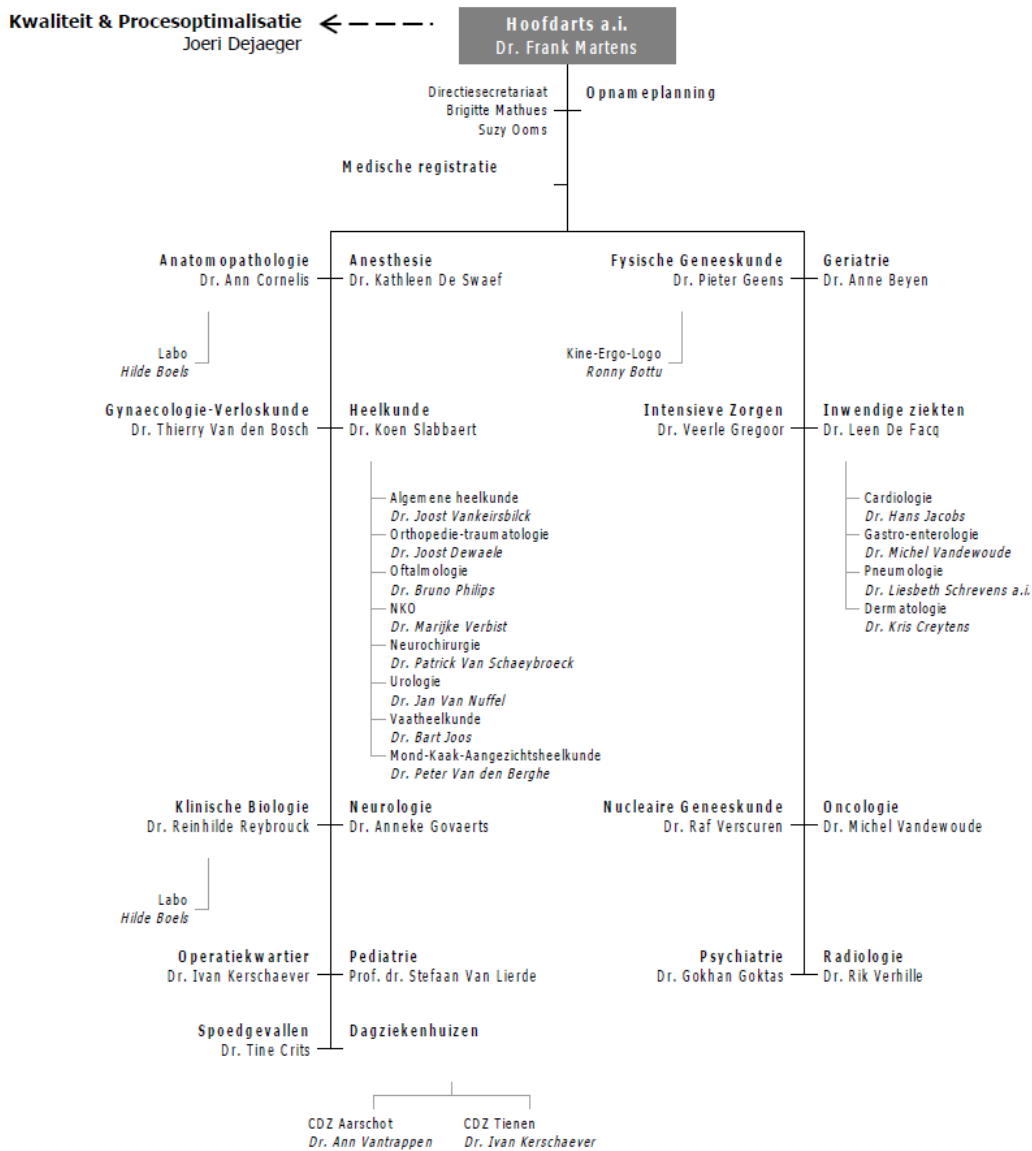 Kwaliteit & Procesoptimalisatie
Joeri Dejaeger
Hoofdarts a.i.
Dr. Frank Martens
Directiesecretariaat
Brigitte Mathues
Suzy Ooms
Opnameplanning
Medische registratie
Anatomopathologie
Dr. Ann Cornelis
Anesthesie
Dr. Kathleen De Swaef
Fysische Geneeskunde
Dr. Pieter Geens
Geriatrie
Dr. Anne Beyen
Labo
Hilde Boels
Kine-Ergo-Logo
Ronny Bottu
Gynaecologie-Verloskunde
Dr. Thierry Van den Bosch
Heelkunde
Dr. Koen Slabbaert
Intensieve Zorgen
Dr. Veerle Gregoor
Inwendige ziekten
Dr. Leen De Facq
Algemene heelkunde
Dr. Joost Vankeirsbilck
Orthopedie-traumatologie
Dr. Joost Dewaele
Oftalmologie
Dr. Bruno Philips
NKO
Dr. Marijke Verbist
Neurochirurgie
Dr. Patrick Van Schaeybroeck
Urologie
Dr. Jan Van Nuffel
Vaatheelkunde
Dr. Bart Joos
Mond-Kaak-Aangezichtsheelkunde
Dr. Peter Van den Berghe
Cardiologie
Dr. Hans Jacobs
Gastro-enterologie
Dr. Michel Vandewoude
Pneumologie
Dr. Liesbeth Schrevens a.i.
Dermatologie
Dr. Kris Creytens
Klinische Biologie
Dr. Reinhilde Reybrouck
Neurologie
Dr. Anneke Govaerts
Nucleaire Geneeskunde
Dr. Raf Verscuren
Oncologie
Dr. Michel Vandewoude
Labo
Hilde Boels
Operatiekwartier
Dr. Ivan Kerschaever
Pediatrie
Prof. dr. Stefaan Van Lierde
Psychiatrie
Dr. Gokhan Goktas
Radiologie
Dr. Rik Verhille
Spoedgevallen
Dr. Tine Crits
Dagziekenhuizen
CDZ Aarschot
Dr. Ann Vantrappen
CDZ Tienen
Dr. Ivan Kerschaever